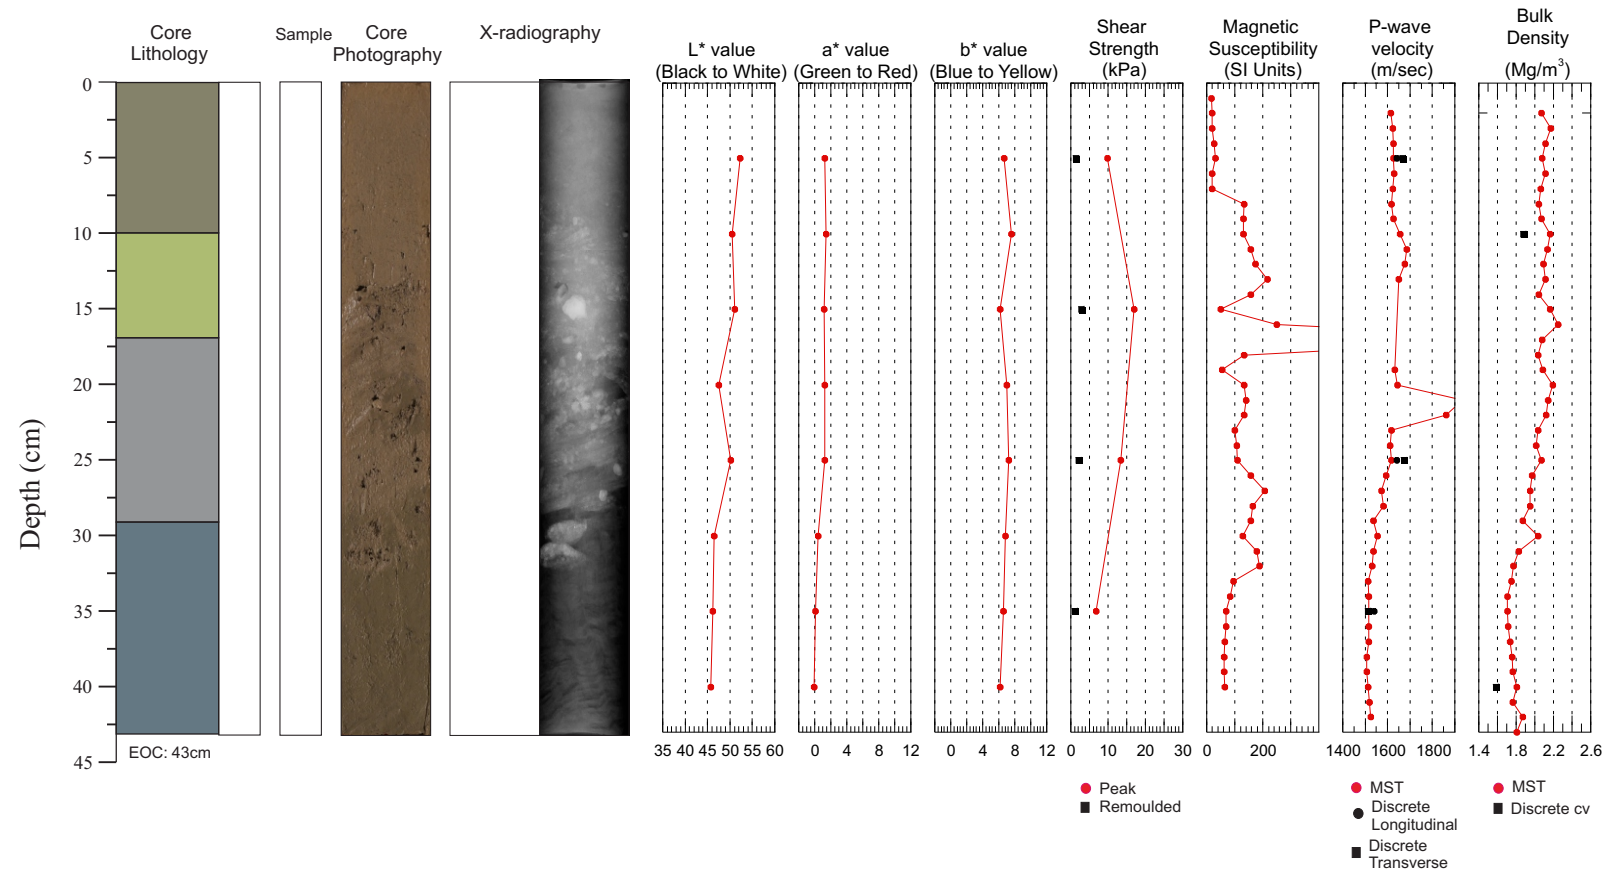 Core
Lithology
Sample
Core
Photography
X-radiography
L* value
(Black to White)
a* value
(Green to Red)
b* value
(Blue to Yellow)
Shear
Strength
(kPa)
Magnetic
Susceptibility
(SI Units)
P-wave
velocity
(m/sec)
Bulk
Density
(Mg/m³)
Depth (cm)
0
5
10
15
20
25
30
35
40
45
EOC: 43cm
35 40 45 50 55 60
0 4 8 12
0 4 8 12
0 10 20 30
0 200
1400 1600 1800
1.4 1.8 2.2 2.6
Peak
Remoulded
MST
Discrete
Longitudinal
Discrete
Transverse
MST
Discrete cv